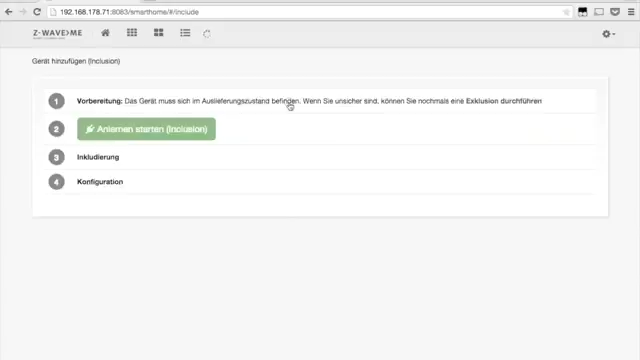 192.168.178.71:8083/smarthome/#/include
Z-WAVE>ME
Gerät hinzufügen (Inclusion)
1 Vorbereitung: Das Gerät muss sich im Auslieferungszustand befinden. Wenn Sie unsicher sind, können Sie nochmals eine Exklusion durchführen
2 Anlernen starten (Inclusion)
3 Inkludierung
4 Konfiguration